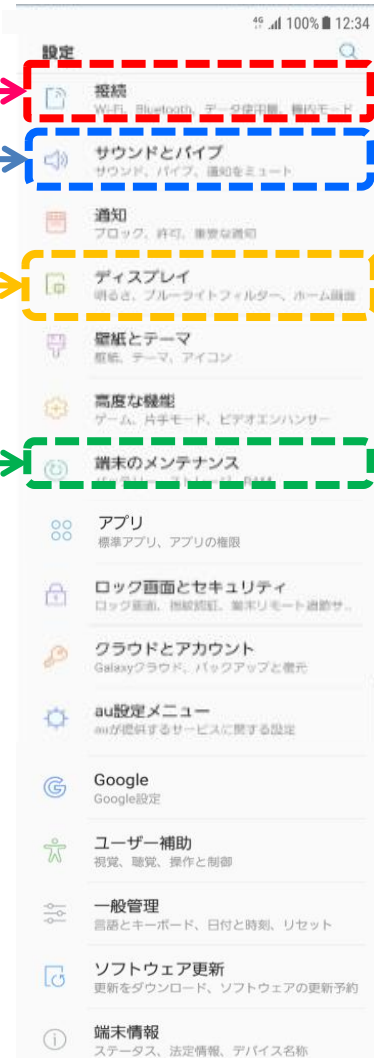 4G 100% 12:34
設定
接続
Wi-Fi、Bluetooth、データ使用量、機内モード
サウンドとバイブ
サウンド、バイブ、通知をミュート
通知
ブロック、許可、重要な通知
ディスプレイ
明るさ、ブルーライトフィルター、ホーム画面
壁紙とテーマ
壁紙、テーマ、アイコン
高度な機能
ゲーム、片手モード、ビデオエンハンサー
端末のメンテナンス
バッテリー、ストレージ、RAM
アプリ
標準アプリ、アプリの権限
ロック画面とセキュリティ
ロック画面、指紋認証、端末リモート追跡サ...
クラウドとアカウント
Galaxyクラウド、バックアップと復元
au設定メニュー
auが提供するサービスに関する設定
Google
Google設定
ユーザー補助
視覚、聴覚、操作と制御
一般管理
言語とキーボード、日付と時刻、リセット
ソフトウェア更新
更新をダウンロード、ソフトウェアの更新予約
端末情報
ステータス、法定情報、デバイス名称